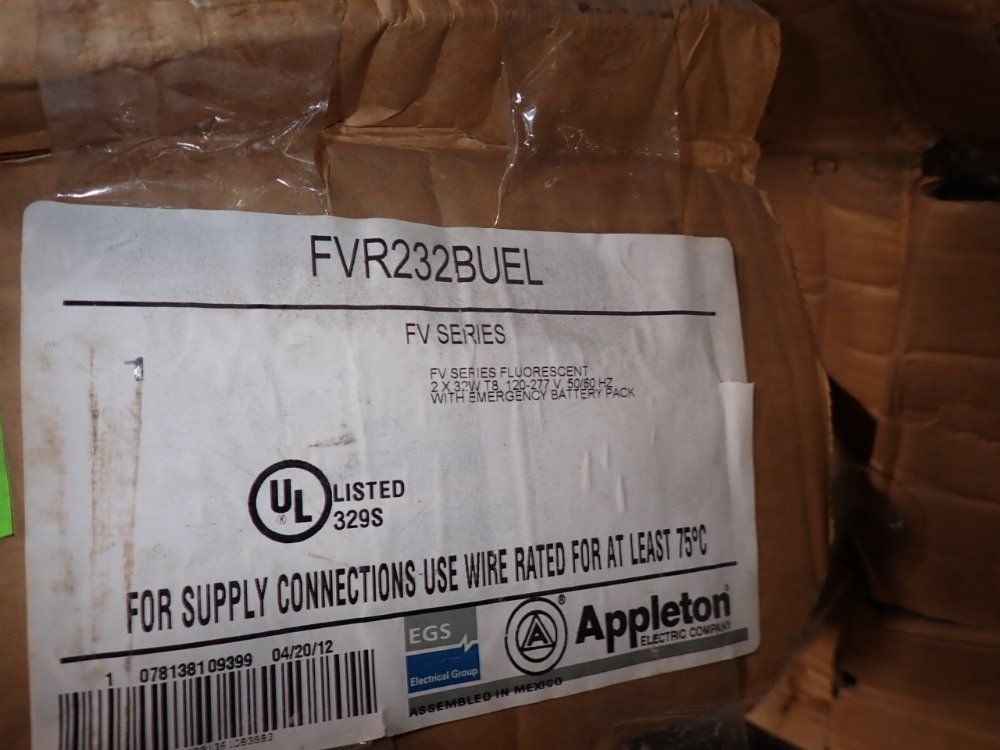 FVR232BUEL
FV SERIES
1
FV SERIES FLUORESCENT
2 X 32W T8, 120-277 V, 50/60 HZ
WITH EMERGENCY BATTERY PACK
UL ® LISTED
329S
FOR SUPPLY CONNECTIONS USE WIRE RATED FOR AT LEAST 75°C
1 078138109399 04/20/12
EGS
Electrical Group
A ® Appleton
ELECTRIC COMPANY
ASSEMBLED IN MEXICO